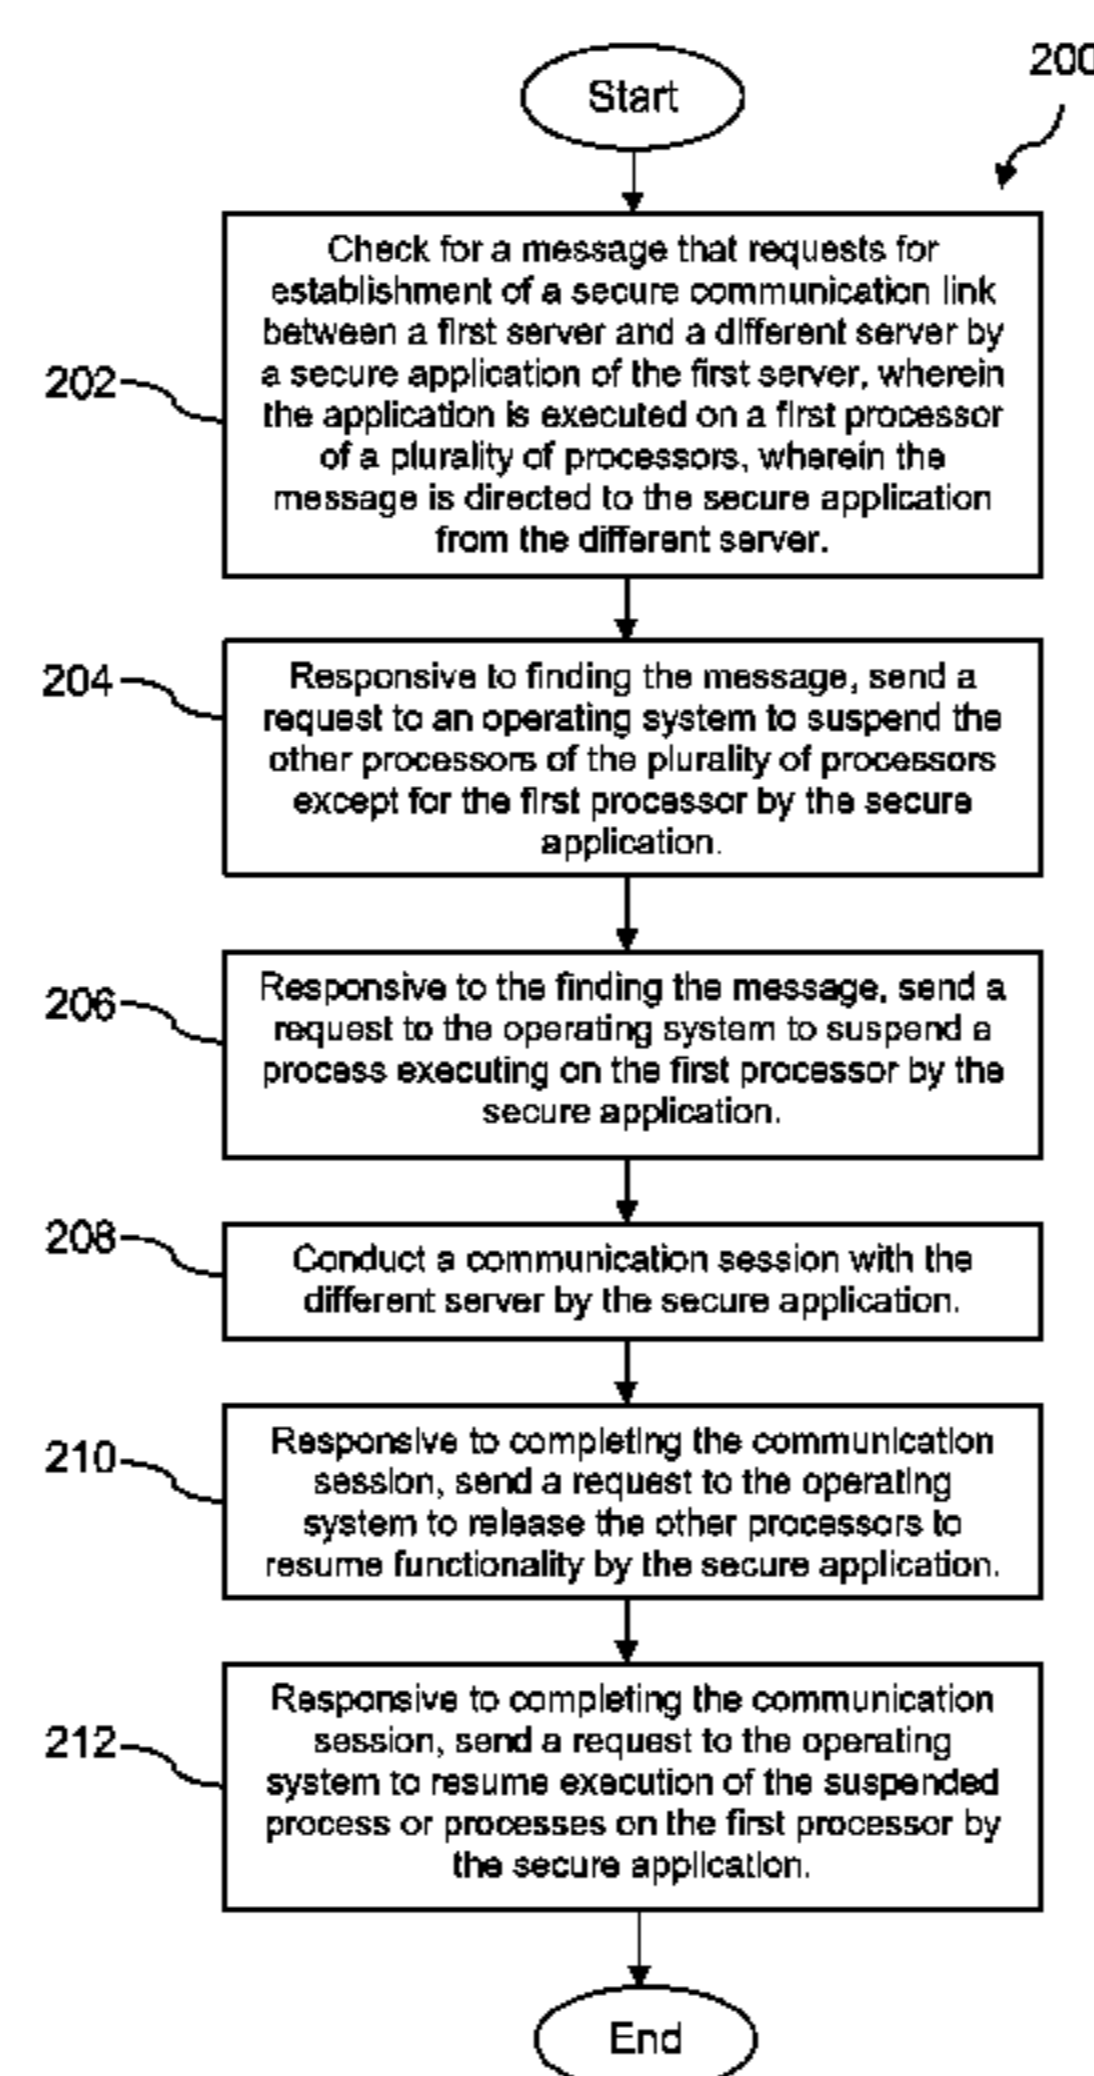 Start
200
Check for a message that requests for
establishment of a secure communication link
between a first server and a different server by
a secure application of the first server, wherein
the application is executed on a first processor
of a plurality of processors, wherein the
message is directed to the secure application
from the different server.
202
Responsive to finding the message, send a
request to an operating system to suspend the
other processors of the plurality of processors
except for the first processor by the secure
application.
204
Responsive to the finding the message, send a
request to the operating system to suspend a
process executing on the first processor by the
secure application.
206
Conduct a communication session with the
different server by the secure application.
208
Responsive to completing the communication
session, send a request to the operating
system to release the other processors to
resume functionality by the secure application.
210
Responsive to completing the communication
session, send a request to the operating
system to resume execution of the suspended
process or processes on the first processor by
the secure application.
212
End